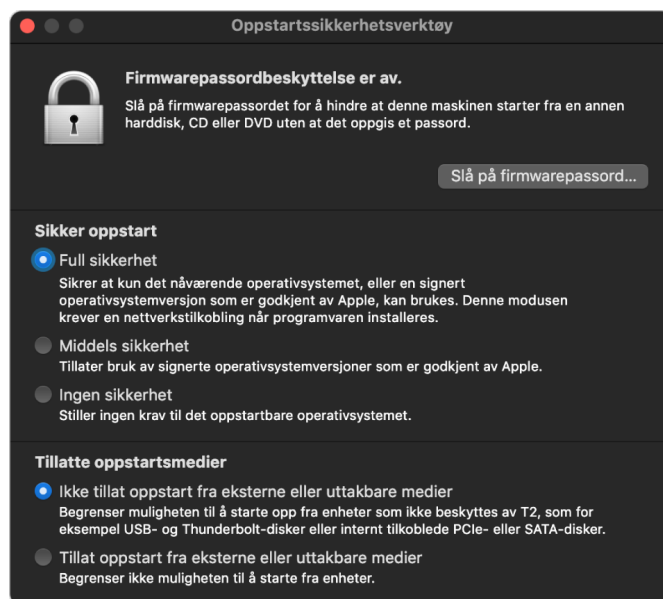 Oppstartssikkerhetsverktøy
Firmwarepassordbeskyttelse er av.
Slå på firmwarepassordet for å hindre at denne maskinen starter fra en annen
harddisk, CD eller DVD uten at det oppgis et passord.
Slå på firmwarepassord...
Sikker oppstart
Full sikkerhet
Sikrer at kun det nåværende operativsystemet, eller en signert
operativsystemversjon som er godkjent av Apple, kan brukes. Denne modusen
krever en nettverkstilkobling når programvaren installeres.
Middels sikkerhet
Tillater bruk av signerte operativsystemversjoner som er godkjent av Apple.
Ingen sikkerhet
Stiller ingen krav til det oppstartbare operativsystemet.
Tillatte oppstartsmedier
Ikke tillat oppstart fra eksterne eller uttakbare medier
Begrenser muligheten til å starte opp fra enheter som ikke beskyttes av T2, som for
eksempel USB- og Thunderbolt-disker eller internt tilkoblede PCIe- eller SATA-disker.
Tillat oppstart fra eksterne eller uttakbare medier
Begrenser ikke muligheten til å starte fra enheter.